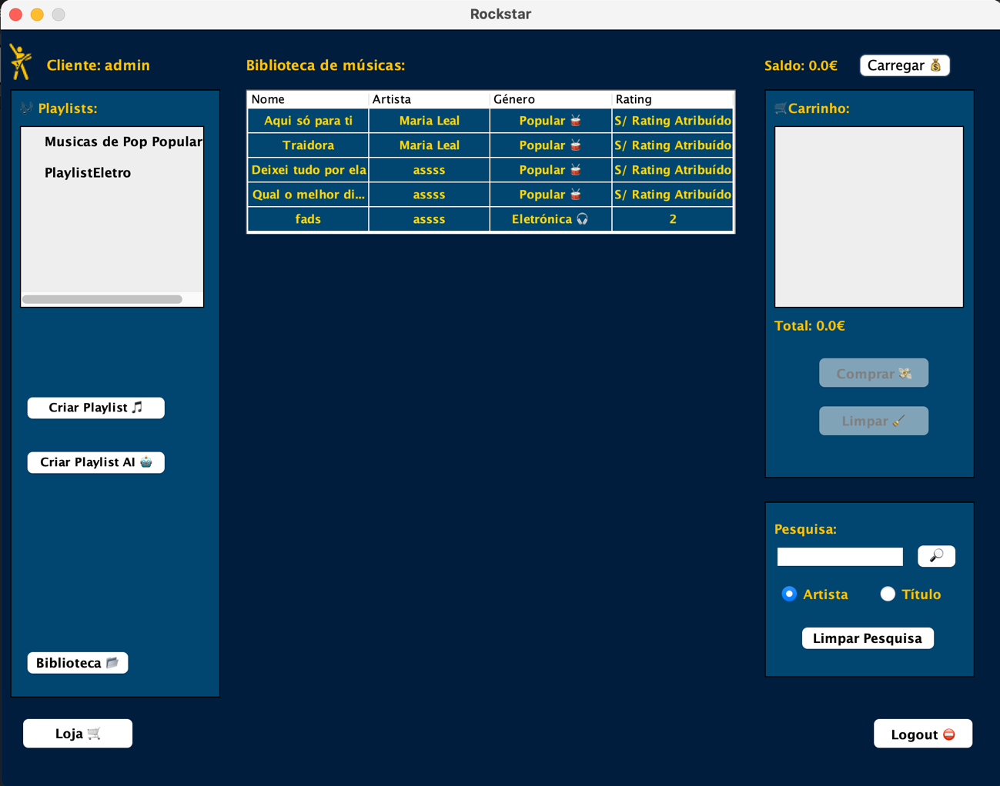 Rockstar
Cliente: admin
Biblioteca de músicas:
Saldo: 0.0€
Carregar 💰
🎶 Playlists:
Musicas de Pop Popular
PlaylistEletro
Criar Playlist 🎵
Criar Playlist AI 🤖
Biblioteca 📂
Loja 🛒
Nome Artista Género Rating
Aqui só para ti Maria Leal Popular 🥁 S/ Rating Atribuído
Traidora Maria Leal Popular 🥁 S/ Rating Atribuído
Deixei tudo por ela assss Popular 🥁 S/ Rating Atribuído
Qual o melhor di... assss Popular 🥁 S/ Rating Atribuído
fads assss Eletrónica 🎧 2
🛒Carrinho:
Total: 0.0€
Comprar 💸
Limpar 🧹
Pesquisa:
🔎
Artista Título
Limpar Pesquisa
Logout ⛔